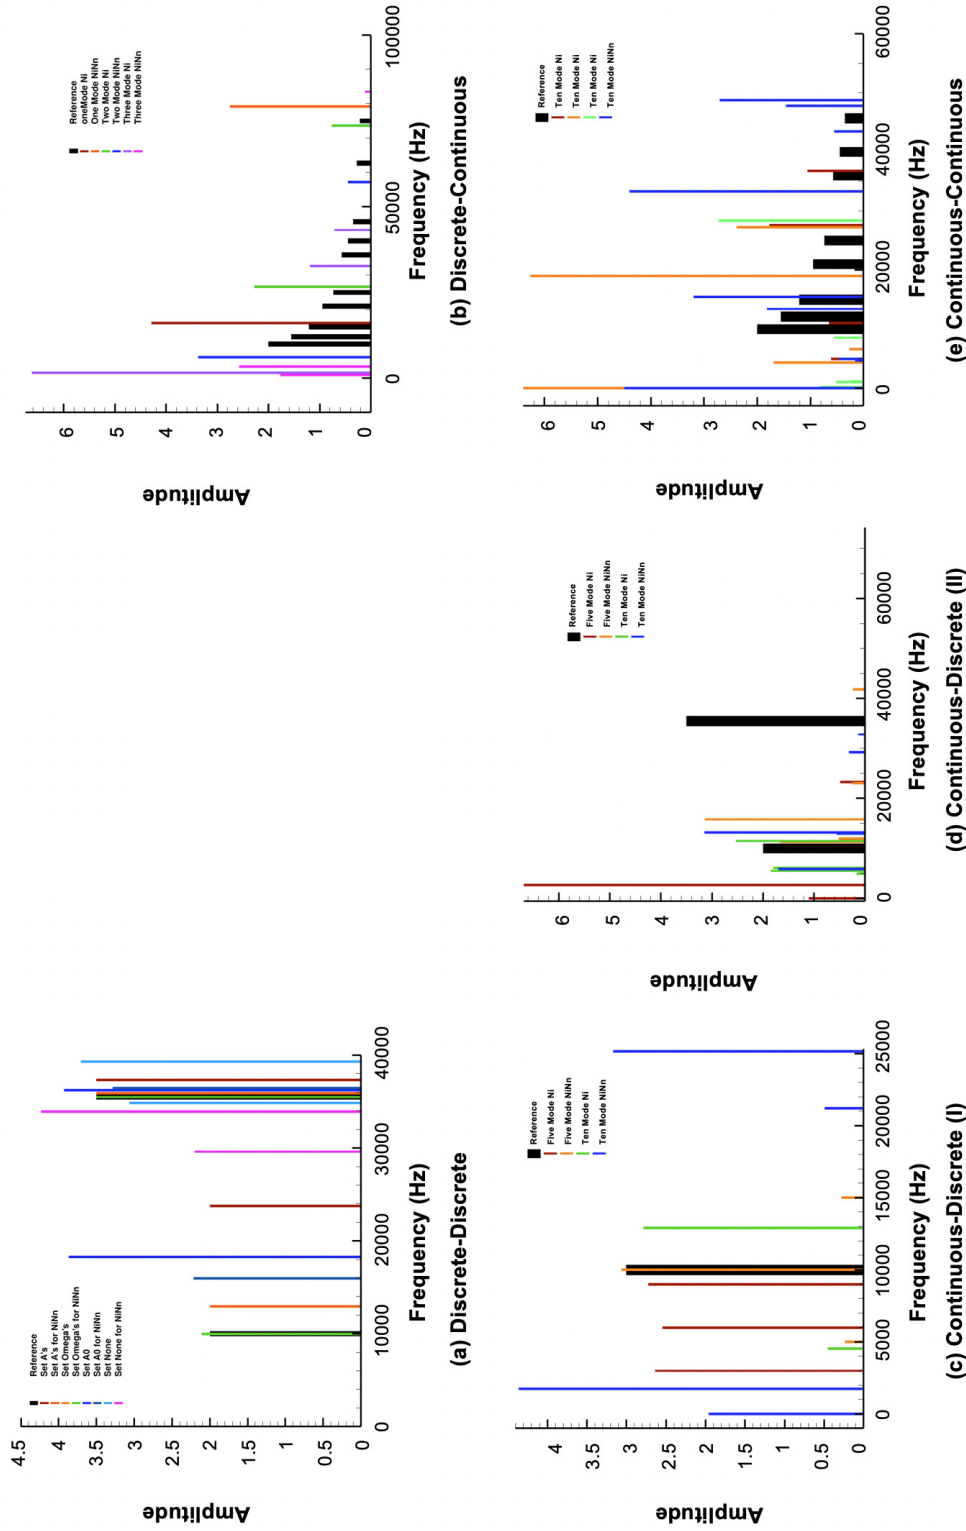 4.5
4
3.5
3
2.5
2
1.5
1
0.5
0
Amplitude
Reference
Set A's
Set A's for NiNn
Set Omega's
Set Omega's for NiNn
Set A0
Set A0 for NiNn
Set None
Set None for NiNn
0
10000
20000
30000
40000
Frequency (Hz)
(a) Discrete-Discrete
6
5
4
3
2
1
0
Amplitude
Reference
oneMode Ni
One Mode NiNn
Two Mode Ni
Two Mode NiNn
Three Mode Ni
Three Mode NiNn
0
50000
100000
Frequency (Hz)
(b) Discrete-Continuous
4
3.5
3
2.5
2
1.5
1
0.5
0
Amplitude
Reference
Five Mode Ni
Five Mode NiNn
Ten Mode Ni
Ten Mode NiNn
0
5000
10000
15000
20000
25000
Frequency (Hz)
(c) Continuous-Discrete (I)
6
5
4
3
2
1
0
Amplitude
Reference
Five Mode Ni
Five Mode NiNn
Ten Mode Ni
Ten Mode NiNn
0
20000
40000
60000
Frequency (Hz)
(d) Continuous-Discrete (II)
6
5
4
3
2
1
0
Amplitude
Reference
Ten Mode Ni
Ten Mode NiNn
Ten Mode Ni
Ten Mode NiNn
0
20000
40000
60000
Frequency (Hz)
(e) Continuous-Continuous